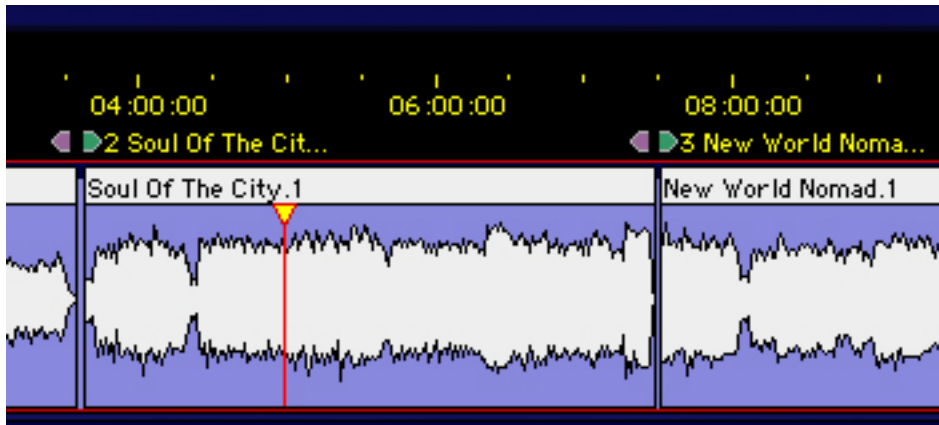 04:00:00 06:00:00 08:00:00
2 Soul Of The Cit... 3 New World Noma...
Soul Of The City.1 New World Nomad.1